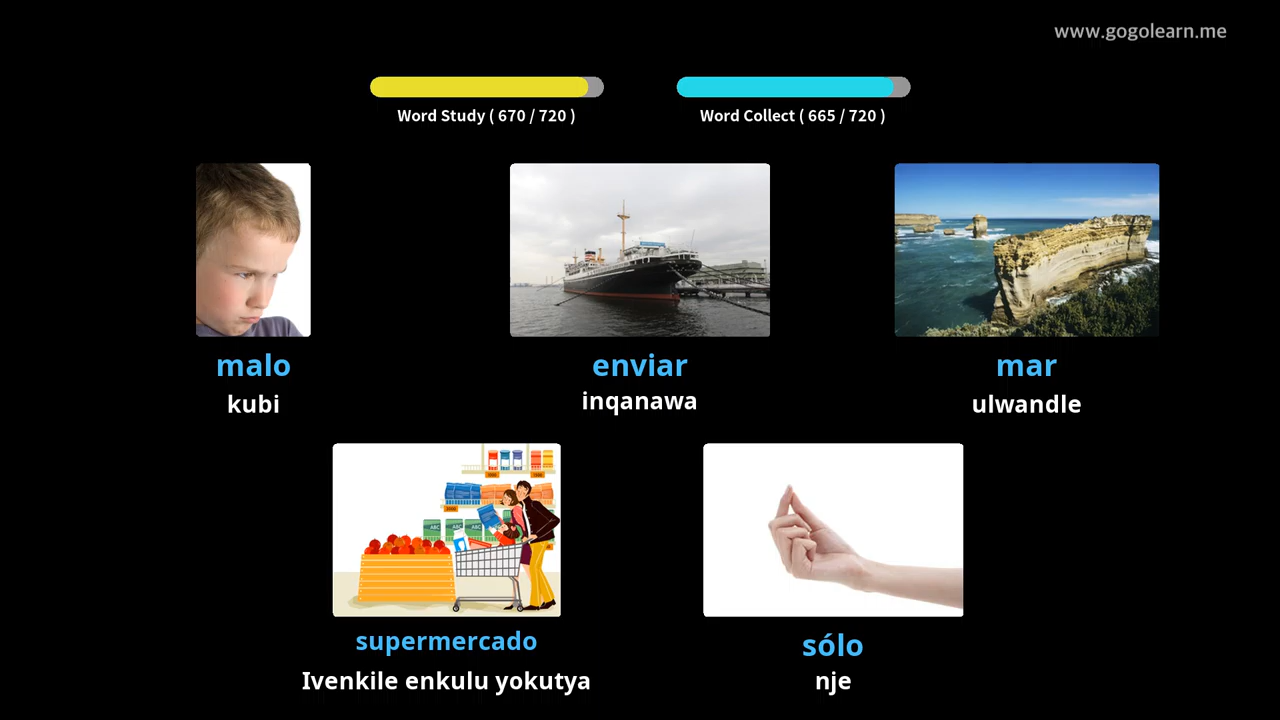 www.gogolearn.me
Word Study ( 670 / 720 )
Word Collect ( 665 / 720 )
malo
kubi
enviar
inqanawa
mar
ulwandle
supermercado
Ivenkile enkulu yokutya
sólo
nje